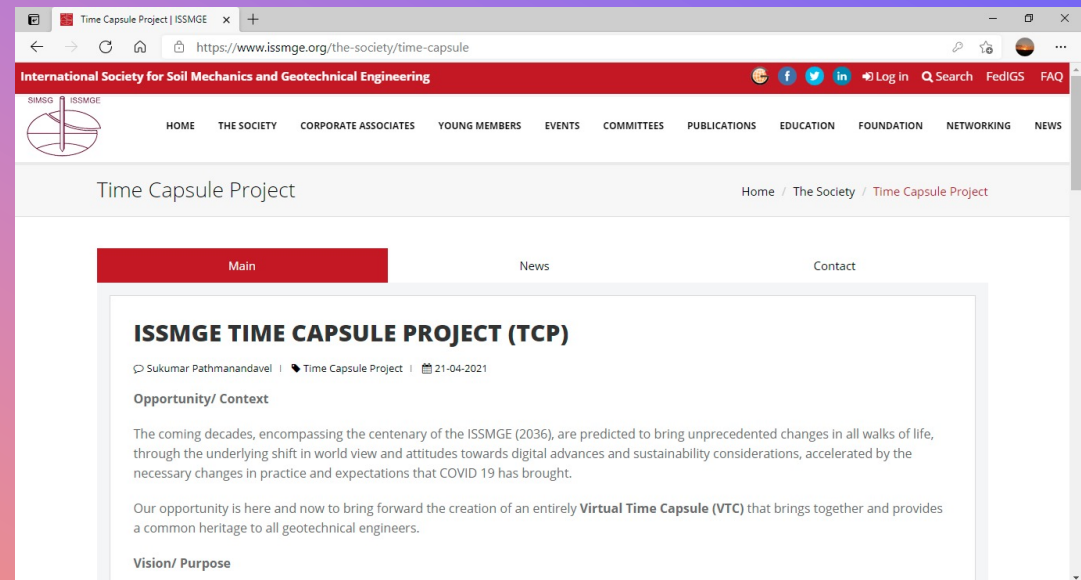 Time Capsule Project | ISSMGE
https://www.issmge.org/the-society/time-capsule
International Society for Soil Mechanics and Geotechnical Engineering
Log in Search FedIGS FAQ
SIMSG ISSMGE
HOME THE SOCIETY CORPORATE ASSOCIATES YOUNG MEMBERS EVENTS COMMITTEES PUBLICATIONS EDUCATION FOUNDATION NETWORKING NEWS
Time Capsule Project
Home / The Society / Time Capsule Project
Main News Contact
ISSMGE TIME CAPSULE PROJECT (TCP)
Sukumar Pathmanandavel | Time Capsule Project | 21-04-2021
Opportunity/ Context
The coming decades, encompassing the centenary of the ISSMGE (2036), are predicted to bring unprecedented changes in all walks of life,
through the underlying shift in world view and attitudes towards digital advances and sustainability considerations, accelerated by the
necessary changes in practice and expectations that COVID 19 has brought.
Our opportunity is here and now to bring forward the creation of an entirely Virtual Time Capsule (VTC) that brings together and provides
a common heritage to all geotechnical engineers.
Vision/ Purpose